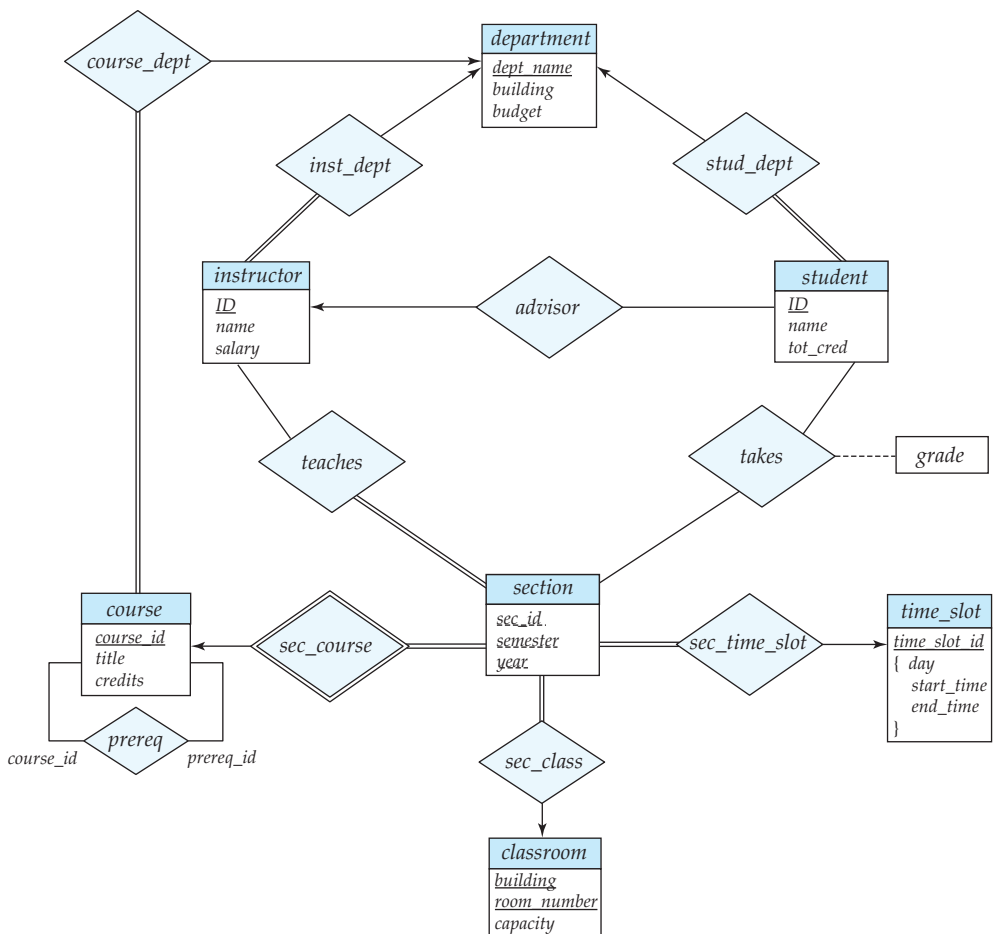 department
course_dept
dept_name
building
budget
inst_dept
stud_dept
instructor
ID
name
salary
advisor
student
ID
name
tot_cred
teaches
takes
grade
section
sec_id
semester
year
course
course_id
title
credits
sec_course
sec_time_slot
time_slot
time_slot_id
{ day
start_time
end_time
}
prereq
course_id
prereq_id
sec_class
classroom
building
room_number
capacity